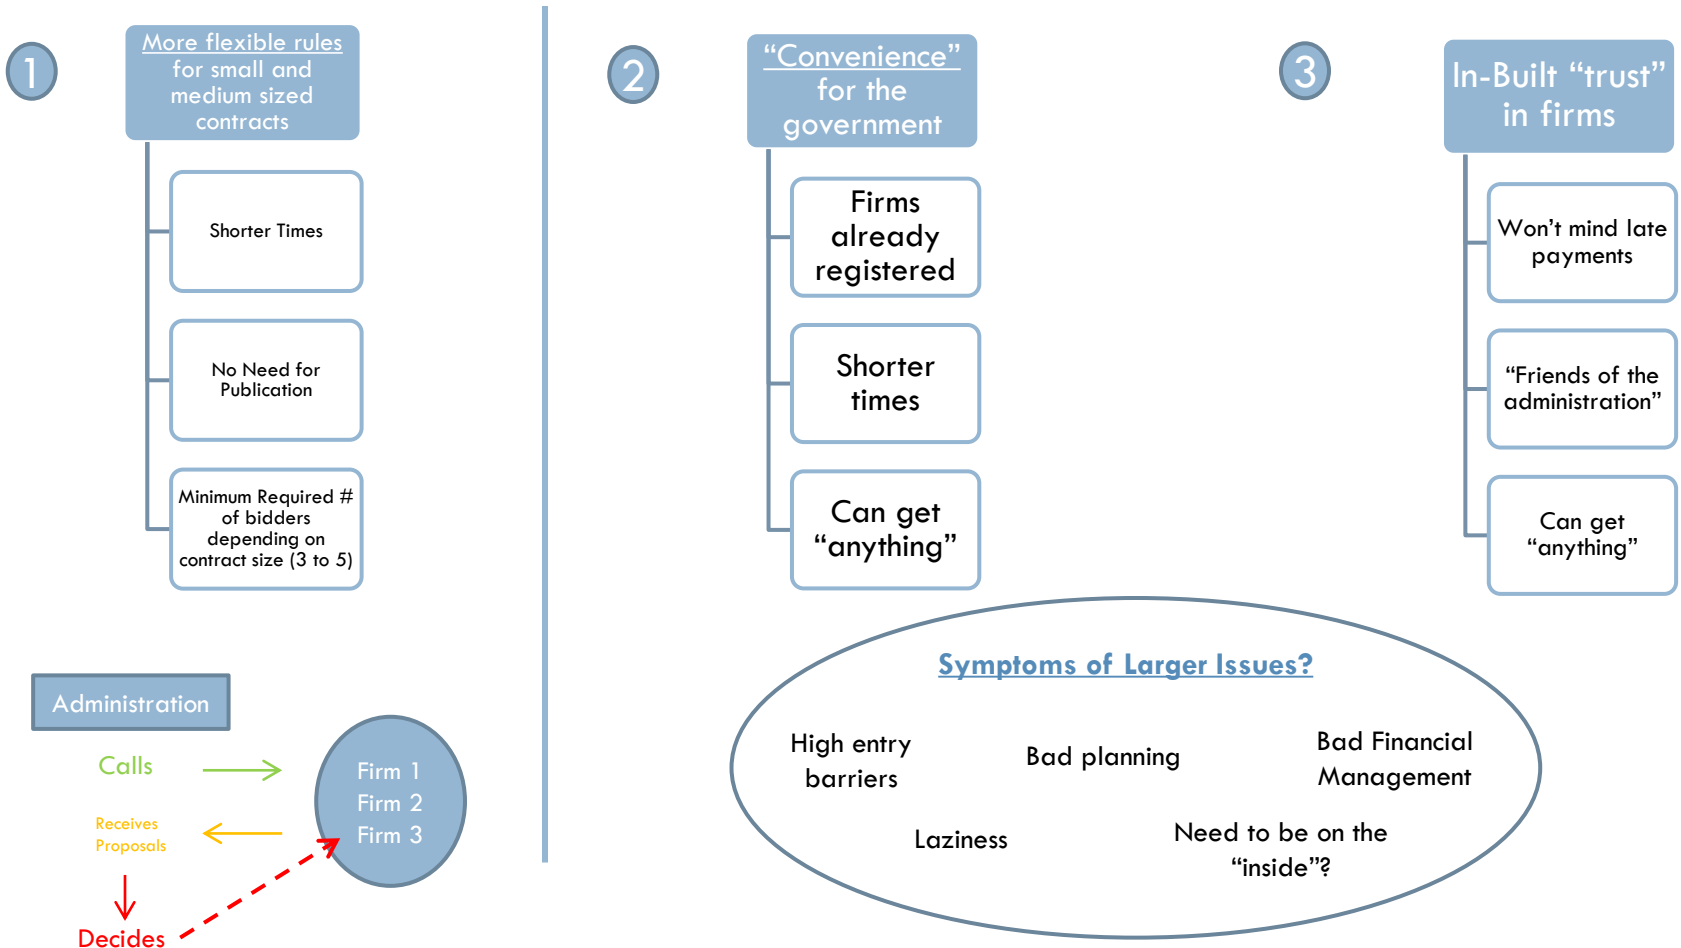 1
More flexible rules
for small and
medium sized
contracts
Shorter Times
No Need for
Publication
Minimum Required #
of bidders
depending on
contract size (3 to 5)
Administration
Calls
Receives
Proposals
Decides
Firm 1
Firm 2
Firm 3
2
“Convenience”
for the
government
Firms
already
registered
Shorter
times
Can get
“anything”
3
In-Built “trust”
in firms
Won’t mind late
payments
“Friends of the
administration”
Can get
“anything”
Symptoms of Larger Issues?
High entry
barriers
Bad planning
Bad Financial
Management
Laziness
Need to be on the
“inside”?